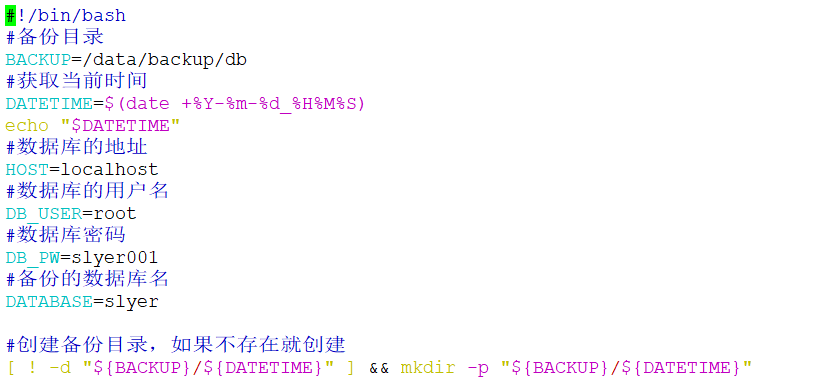 #!/bin/bash
#备份目录
BACKUP=/data/backup/db
#获取当前时间
DATETIME=$(date +%Y-%m-%d_%H%M%S)
echo "$DATETIME"
#数据库的地址
HOST=localhost
#数据库的用户名
DB_USER=root
#数据库密码
DB_PW=slyer001
#备份的数据库名
DATABASE=slyer
#创建备份目录，如果不存在就创建
[ ! -d "${BACKUP}/${DATETIME}" ] && mkdir -p "${BACKUP}/${DATETIME}"